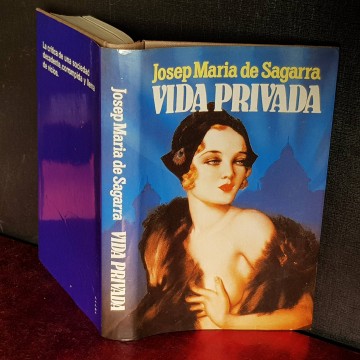 La crítica de una sociedad
decadente, corrompida y llena
de vicios.
Josep Maria de Sagarra
VIDA PRIVADA
Josep Maria de Sagarra
VIDA PRIVADA